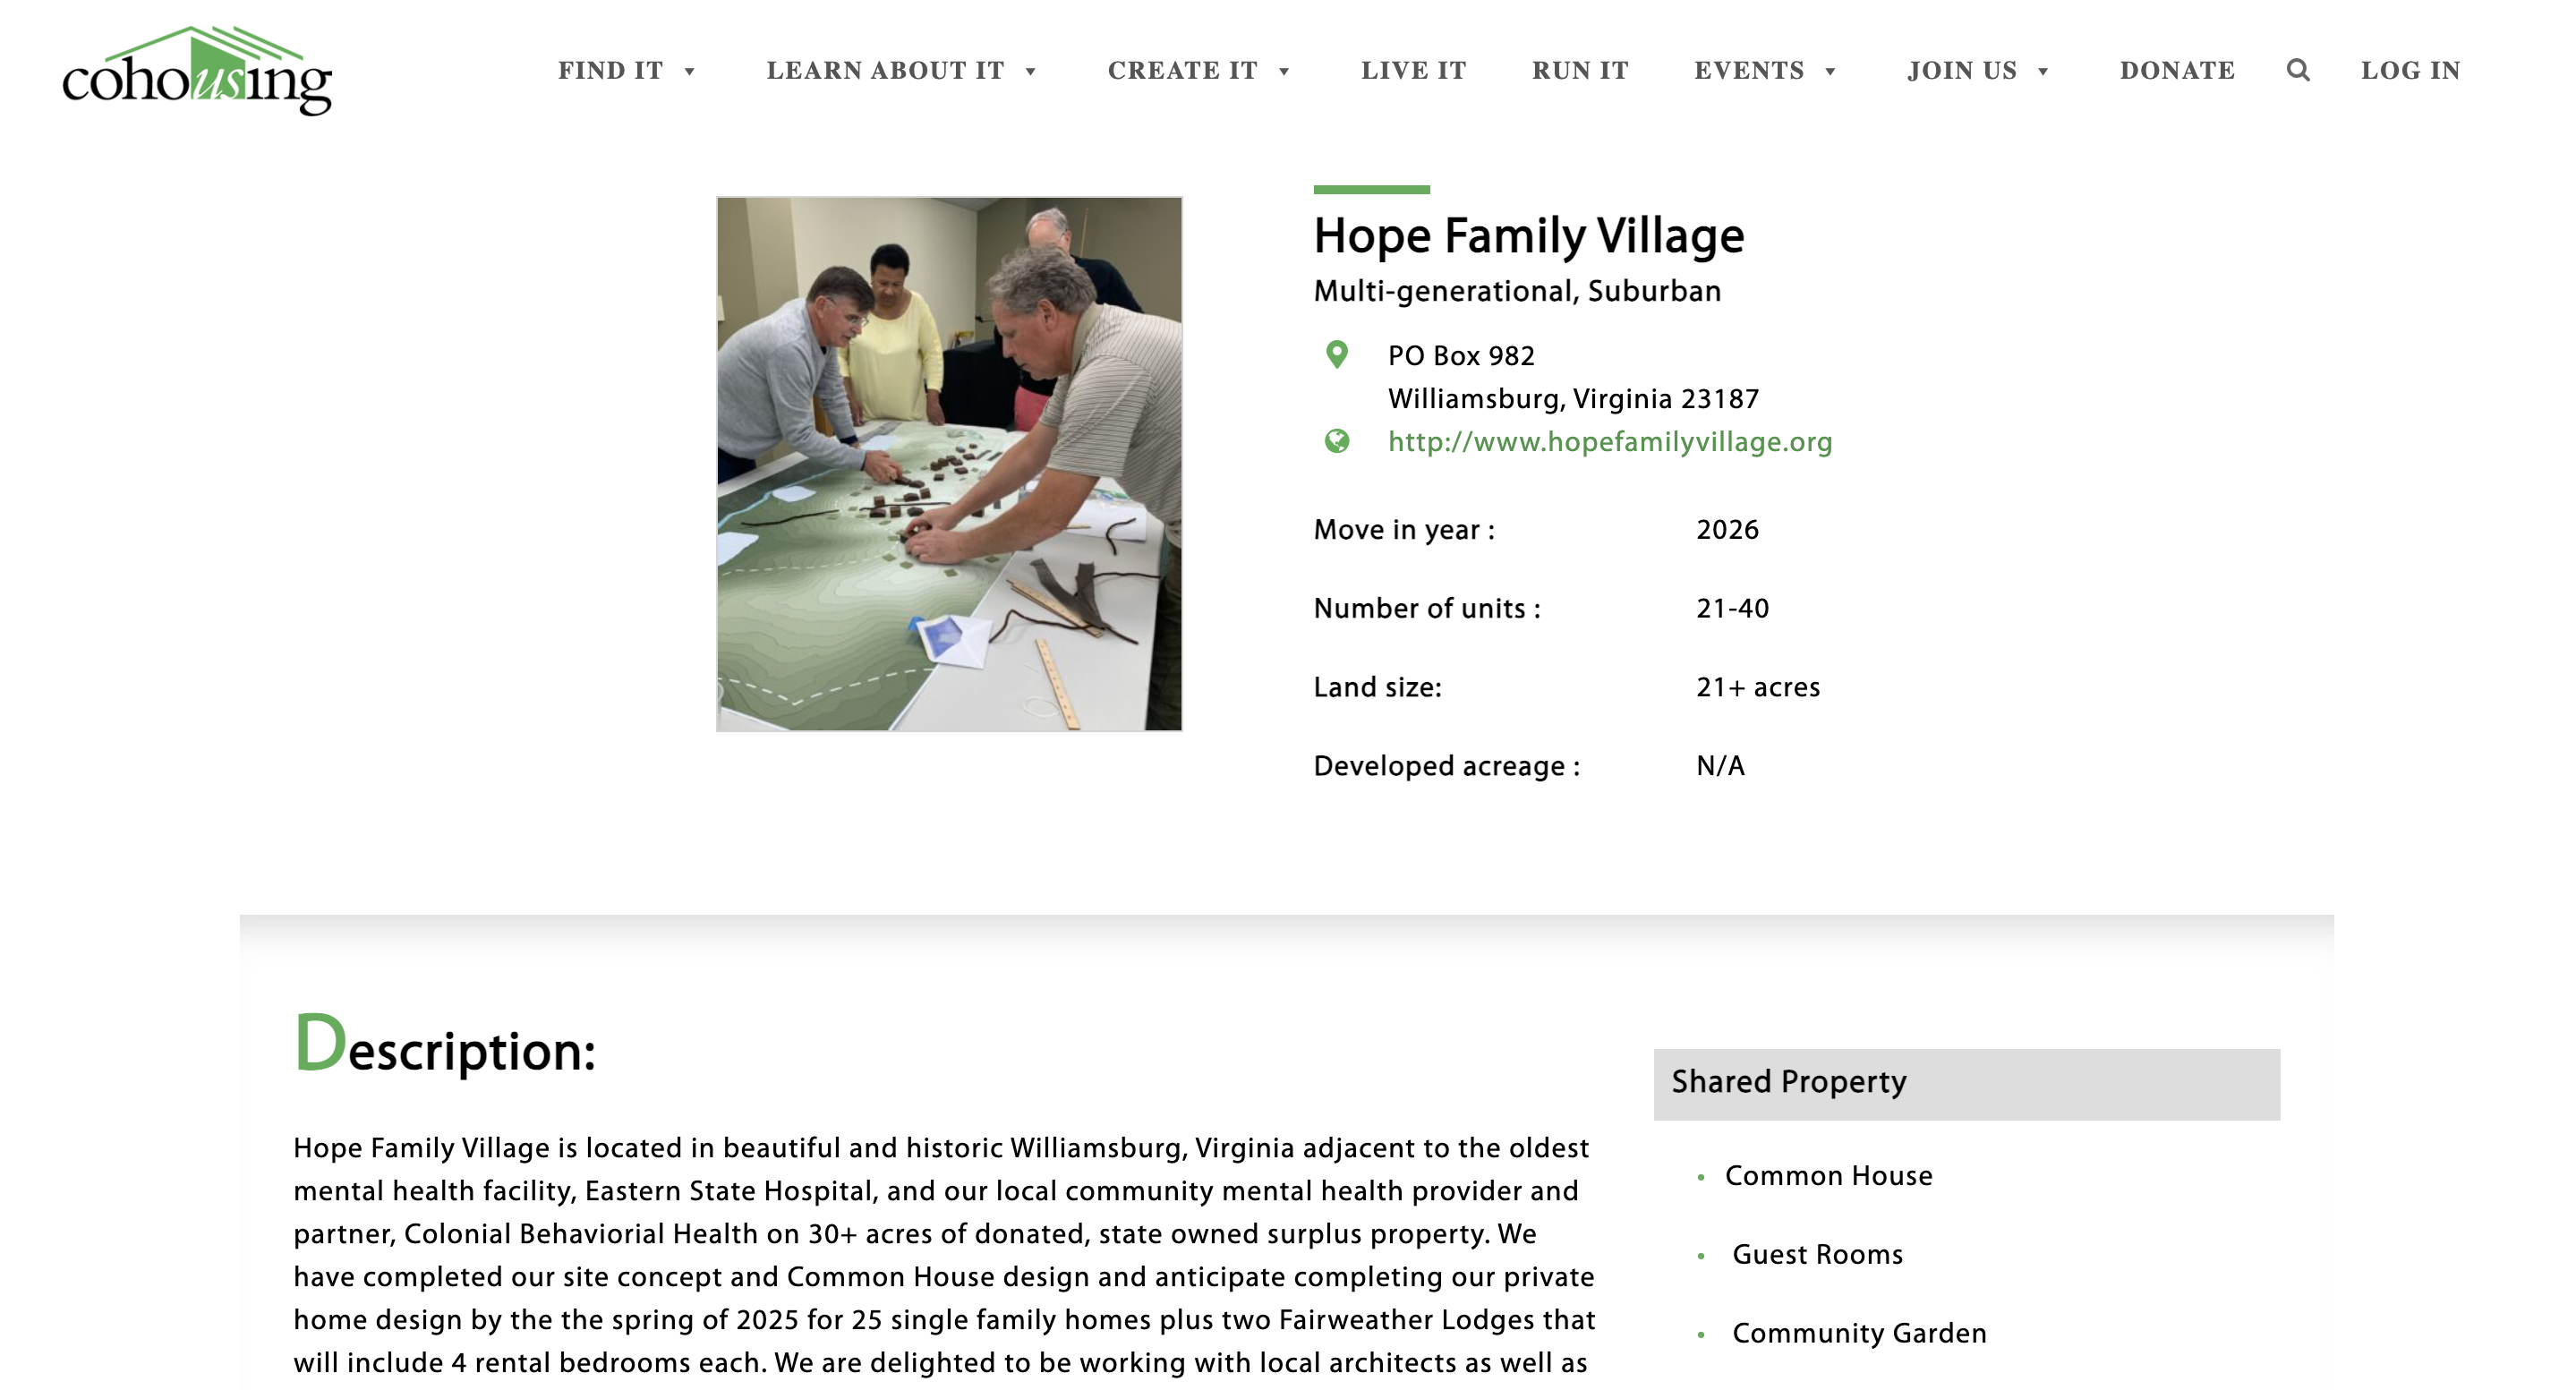 cohousing
FIND IT ▼ LEARN ABOUT IT ▼ CREATE IT ▼ LIVE IT RUN IT EVENTS ▼ JOIN US ▼ DONATE LOG IN
Hope Family Village
Multi-generational, Suburban
PO Box 982
Williamsburg, Virginia 23187
http://www.hopefamilyvillage.org
Move in year : 2026
Number of units : 21-40
Land size: 21+ acres
Developed acreage : N/A
Description:
Hope Family Village is located in beautiful and historic Williamsburg, Virginia adjacent to the oldest
mental health facility, Eastern State Hospital, and our local community mental health provider and
partner, Colonial Behaviorial Health on 30+ acres of donated, state owned surplus property. We
have completed our site concept and Common House design and anticipate completing our private
home design by the the spring of 2025 for 25 single family homes plus two Fairweather Lodges that
will include 4 rental bedrooms each. We are delighted to be working with local architects as well as
Shared Property
• Common House
• Guest Rooms
• Community Garden